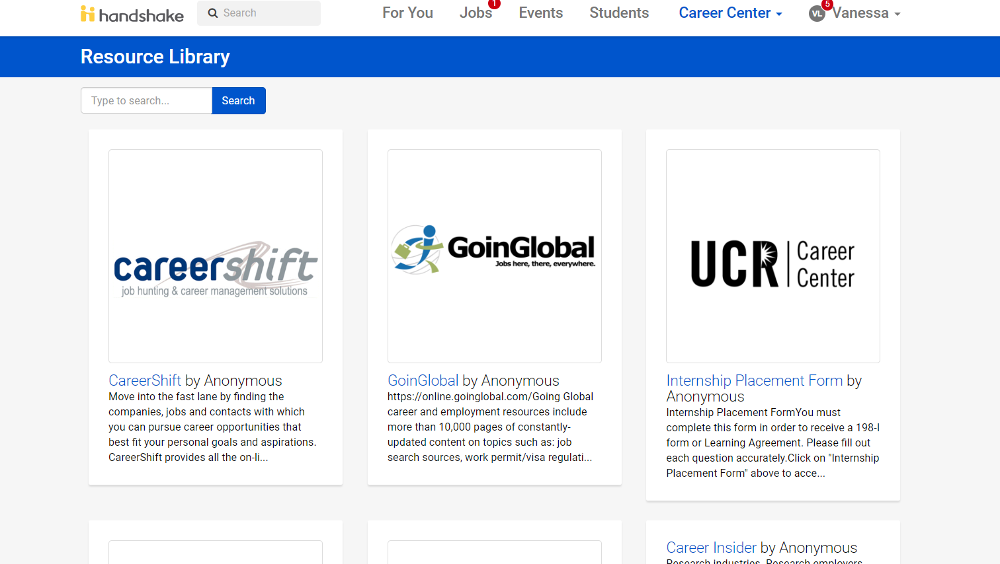 handshake
Search
For You
Jobs
1
Events
Students
Career Center
VL
5
Vanessa
Resource Library
Type to search...
Search
careershift
job hunting & career management solutions
GoinGlobal
Jobs here, there, everywhere.
UCR
Career
Center
CareerShift by Anonymous
Move into the fast lane by finding the
companies, jobs and contacts with which
you can pursue career opportunities that
best fit your personal goals and aspirations.
CareerShift provides all the on-li...
GoinGlobal by Anonymous
https://online.goinglobal.com/Going Global
career and employment resources include
more than 10,000 pages of constantly-
updated content on topics such as: job
search sources, work permit/visa regulati...
Internship Placement Form by
Anonymous
Internship Placement FormYou must
complete this form in order to receive a 198-I
form or Learning Agreement. Please fill out
each question accurately.Click on "Internship
Placement Form" above to acce...
Career Insider by Anonymous
Research industries, Research employers